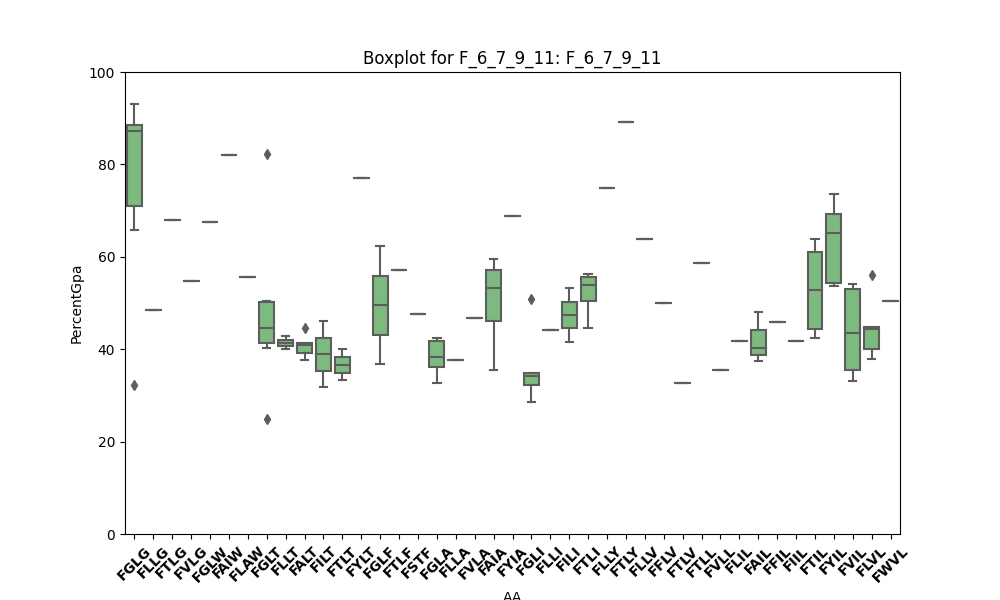 Boxplot for F_6_7_9_11: F_6_7_9_11
100
80
60
40
20
0
PercentGpa
FGLG FLLG FTLG FVLG FGLW FAIW FLAW FGLT FLLT FALT FILT FTLT FYLT FGLF FTLF FSTF FGLA FLLA FVLA FAIA FYIA FGLI FLLI FILI FTLI FLLY FTLY FLLV FFLV FTLV FTLL FVLL FLIL FAIL FFIL FIIL FTIL FYIL FVIL FLVL FWVL
AA